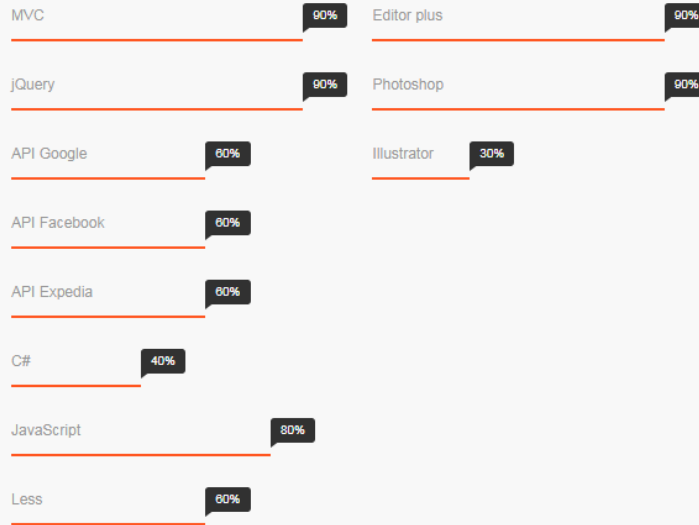 MVC 90%
jQuery 90%
API Google 60%
API Facebook 60%
API Expedia 60%
C# 40%
JavaScript 80%
Less 60%
Editor plus 90%
Photoshop 90%
Illustrator 30%